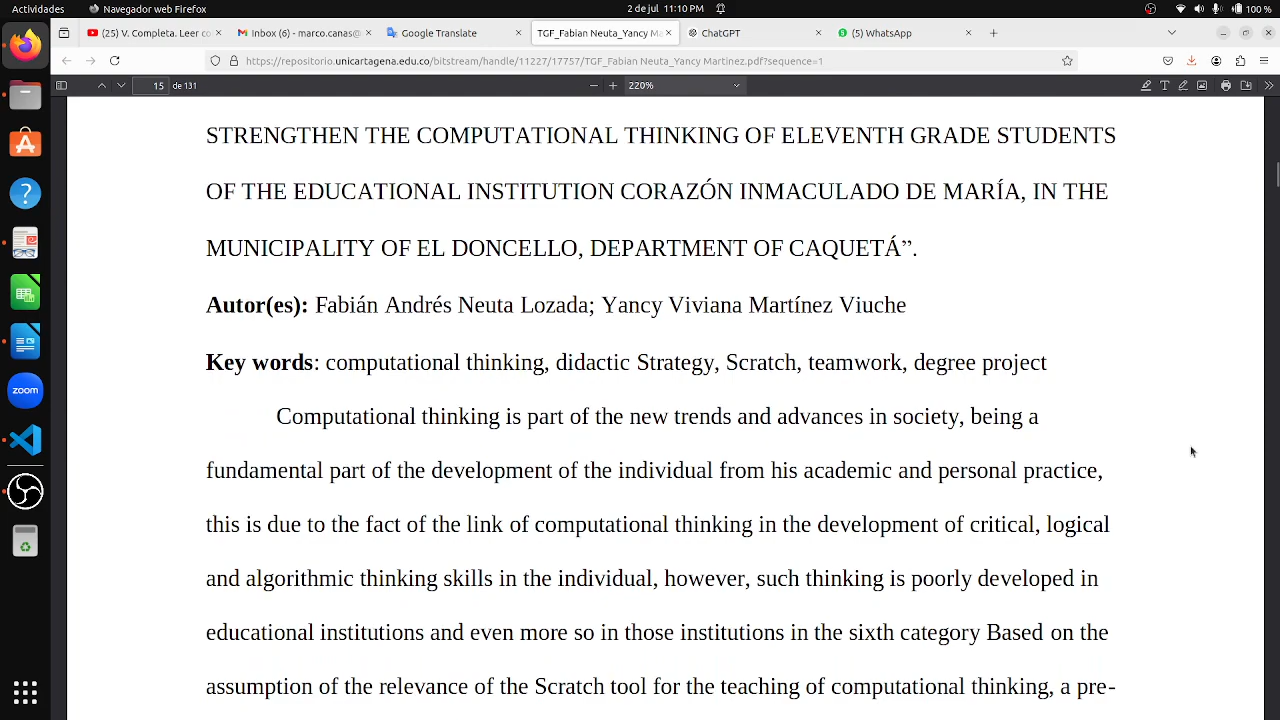 Actividades
Navegador web Firefox
2 de jul 11:10 PM
100 %
(25) V. Completa. Leer co
Inbox (6) - marco.canas@
Google Translate
TGF_Fabian Neuta_Yancy M
ChatGPT
(5) WhatsApp
https://repositorio.unicartagena.edu.co/bitstream/handle/11227/17757/TGF_Fabian Neuta_Yancy Martinez.pdf?sequence=1
15 de 131
220%
STRENGTHEN THE COMPUTATIONAL THINKING OF ELEVENTH GRADE STUDENTS
OF THE EDUCATIONAL INSTITUTION CORAZÓN INMACULADO DE MARÍA, IN THE
MUNICIPALITY OF EL DONCELLO, DEPARTMENT OF CAQUETÁ”.
Autor(es): Fabián Andrés Neuta Lozada; Yancy Viviana Martínez Viuche
Key words: computational thinking, didactic Strategy, Scratch, teamwork, degree project
Computational thinking is part of the new trends and advances in society, being a
fundamental part of the development of the individual from his academic and personal practice,
this is due to the fact of the link of computational thinking in the development of critical, logical
and algorithmic thinking skills in the individual, however, such thinking is poorly developed in
educational institutions and even more so in those institutions in the sixth category Based on the
assumption of the relevance of the Scratch tool for the teaching of computational thinking, a pre-
zoom